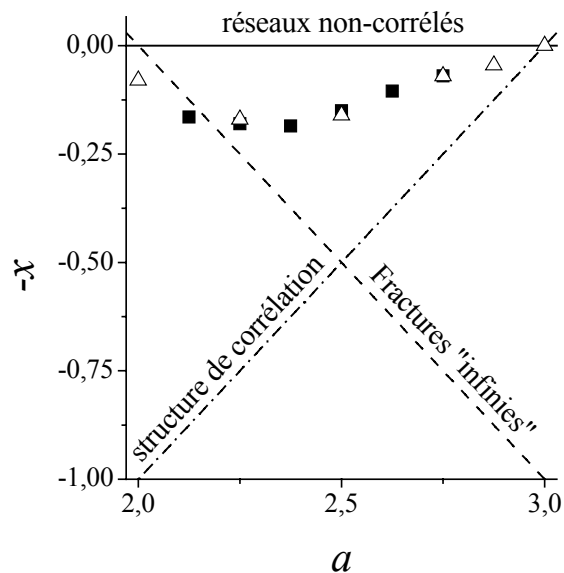 réseaux non-corrélés
0,00
-0,25
-0,50
-0,75
-1,00
-x
structure de corrélation
Fractures "infinies"
2,0
2,5
3,0
a